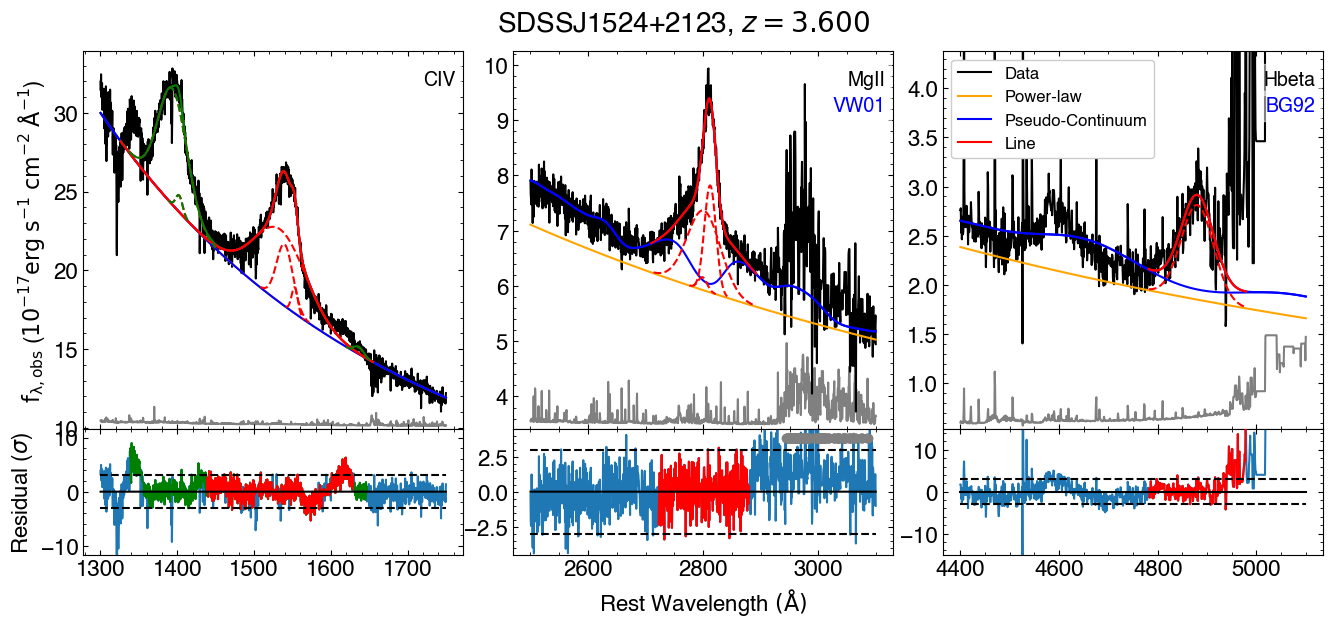 SDSSJ1524+2123, z = 3.600
CIV
MgII
VW01
Hbeta
BG92
Data
Power-law
Pseudo-Continuum
Line
f_λ,obs (10⁻¹⁷erg s⁻¹ cm⁻² Å⁻¹)
30
25
20
15
10
10
9
8
7
6
5
4
4.0
3.5
3.0
2.5
2.0
1.5
1.0
Residual (σ)
10
0
−10
2.5
0.0
−2.5
10
0
−10
1300 1400 1500 1600 1700
2600 2800 3000
4400 4600 4800 5000
Rest Wavelength (Å)